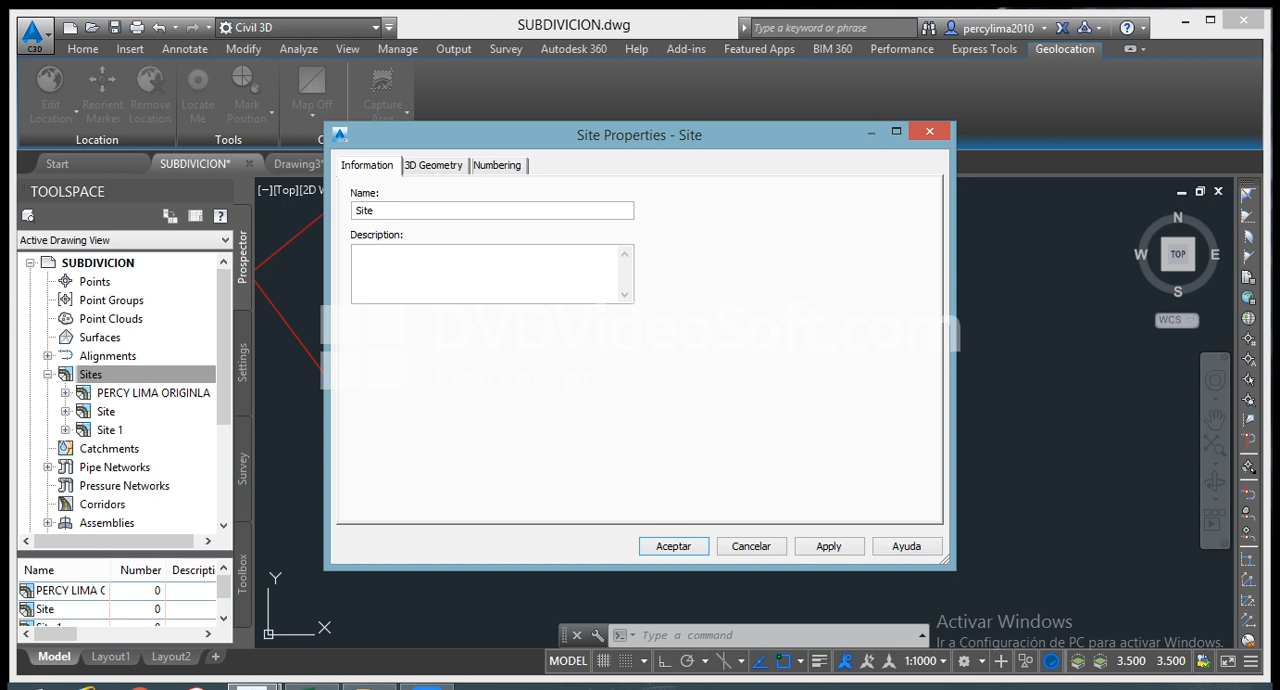 Civil 3D
SUBDIVICION.dwg
Type a keyword or phrase
percylima2010
C3D
Home Insert Annotate Modify Analyze View Manage Output Survey Autodesk 360 Help Add-ins Featured Apps BIM 360 Performance Express Tools Geolocation
Edit Location
Reorient Marker
Remove Location
Locate Me
Mark Position
Map Off
Capture Area
Location
Tools
Start
SUBDIVICION*
Drawing3*
Site Properties - Site
Information
3D Geometry
Numbering
Name:
Site
Description:
Aceptar
Cancelar
Apply
Ayuda
TOOLSPACE
Active Drawing View
SUBDIVICION
Points
Point Groups
Point Clouds
Surfaces
Alignments
Sites
PERCY LIMA ORIGINLA
Site
Site 1
Catchments
Pipe Networks
Pressure Networks
Corridors
Assemblies
Prospector
Settings
Survey
Toolbox
Name Number Descripti
PERCY LIMA O 0
Site 0
[−][Top][2D W
N
W TOP E
S
WCS
DVDVideoSoft.com
Y
X
Type a command
Activar Windows
Ir a Configuración de PC para activar Windows.
Model Layout1 Layout2 +
MODEL
1:1000
3.500 3.500